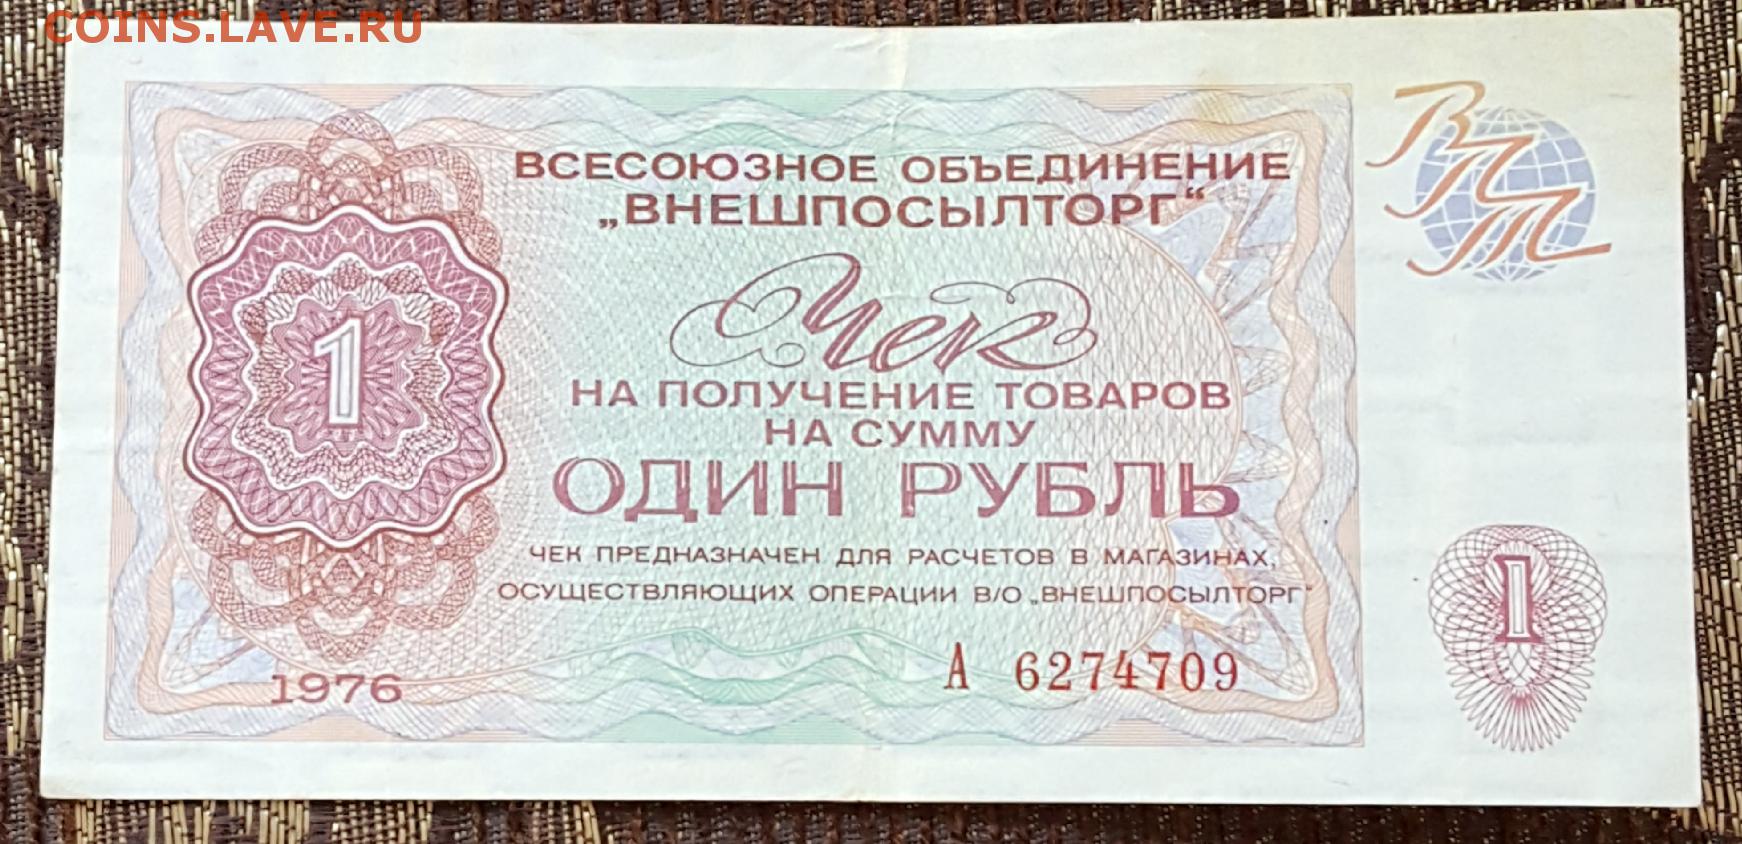 COINS.LAVE.RU
ВСЕСОЮЗНОЕ ОБЪЕДИНЕНИЕ
„ВНЕШПОСЫЛТОРГ“
ВПТ
Чек
НА ПОЛУЧЕНИЕ ТОВАРОВ
НА СУММУ
1
ОДИН РУБЛЬ
ЧЕК ПРЕДНАЗНАЧЕН ДЛЯ РАСЧЕТОВ В МАГАЗИНАХ,
ОСУЩЕСТВЛЯЮЩИХ ОПЕРАЦИИ В/О „ВНЕШПОСЫЛТОРГ“
1
А 6274709
1976